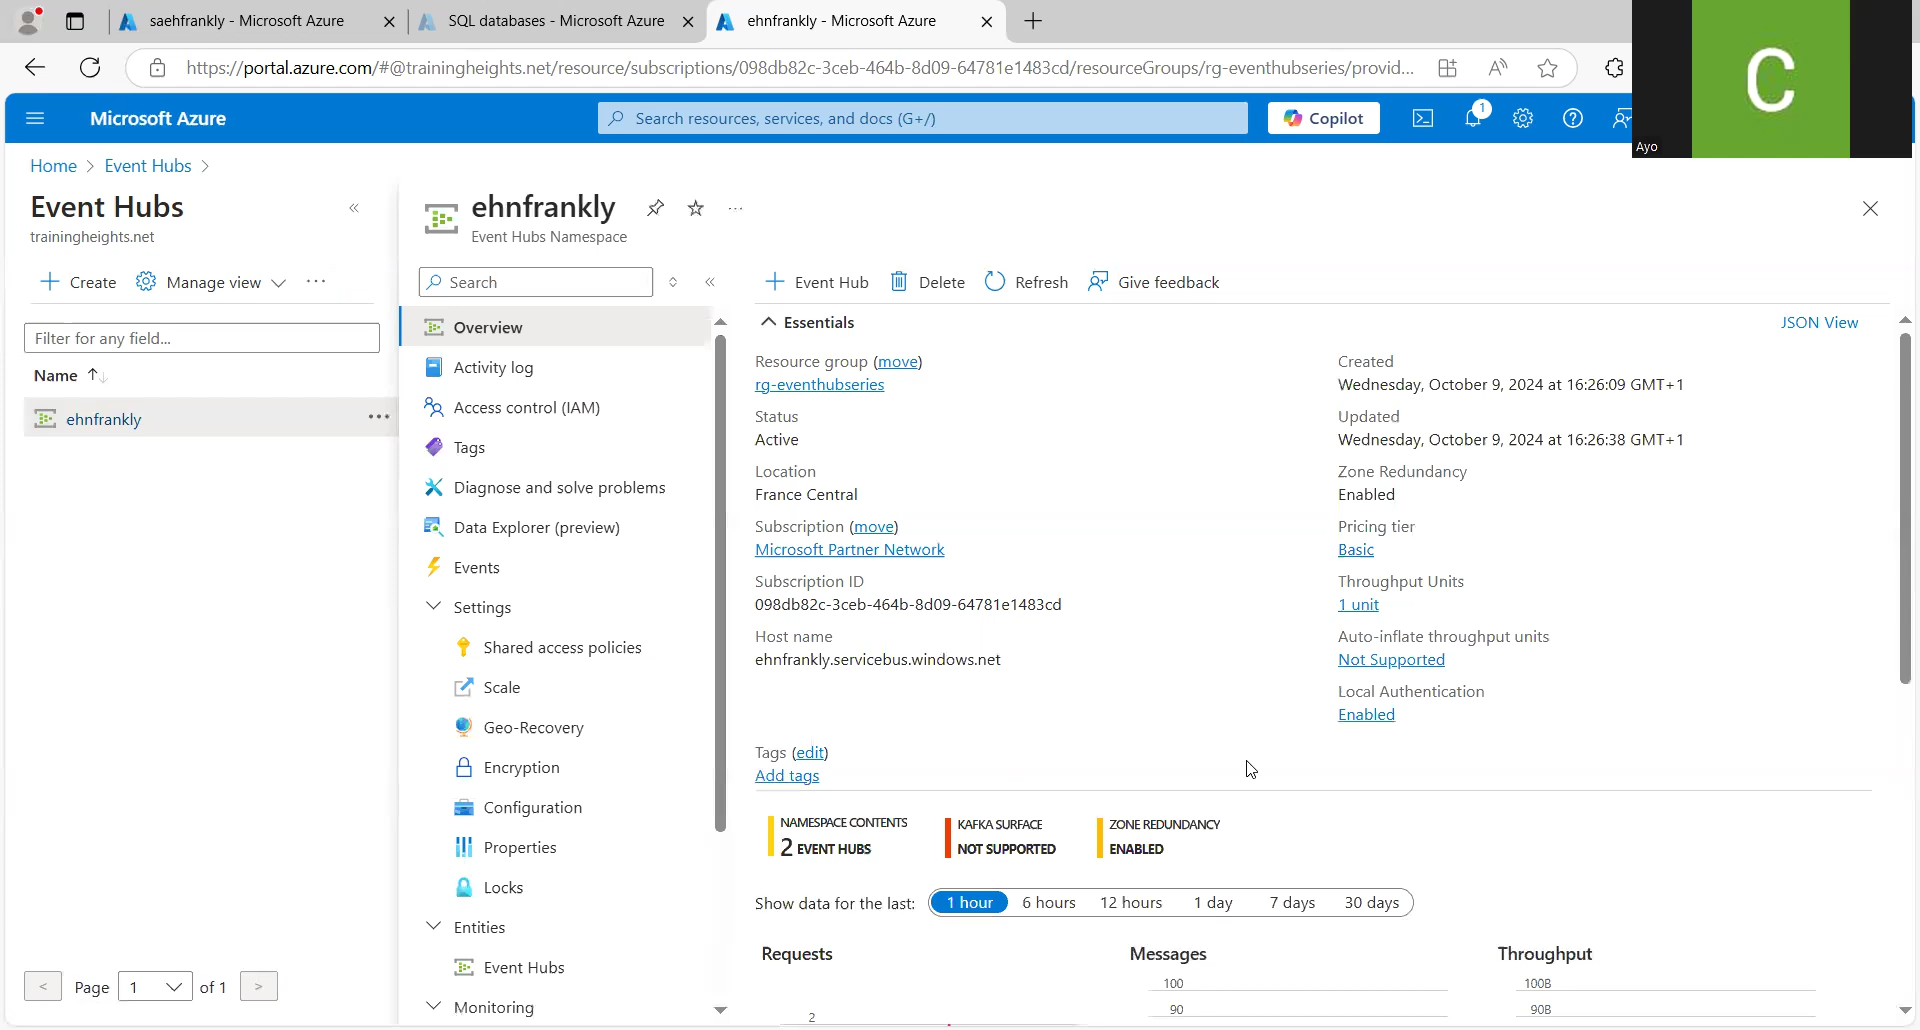 saehfrankly - Microsoft Azure
SQL databases - Microsoft Azure
ehnfrankly - Microsoft Azure
https://portal.azure.com/#@trainingheights.net/resource/subscriptions/098db82c-3ceb-464b-8d09-64781e1483cd/resourceGroups/rg-eventhubseries/provid...
C
Ayo
Microsoft Azure
Search resources, services, and docs (G+/)
Copilot
1
Home > Event Hubs >
Event Hubs
trainingheights.net
Create
Manage view
...
Filter for any field...
Name
ehnfrankly
...
< Page 1 of 1 >
ehnfrankly
...
Event Hubs Namespace
Search
Overview
Activity log
Access control (IAM)
Tags
Diagnose and solve problems
Data Explorer (preview)
Events
Settings
Shared access policies
Scale
Geo-Recovery
Encryption
Configuration
Properties
Locks
Entities
Event Hubs
Monitoring
Event Hub
Delete
Refresh
Give feedback
Essentials
JSON View
Resource group (move)
rg-eventhubseries
Status
Active
Location
France Central
Subscription (move)
Microsoft Partner Network
Subscription ID
098db82c-3ceb-464b-8d09-64781e1483cd
Host name
ehnfrankly.servicebus.windows.net
Created
Wednesday, October 9, 2024 at 16:26:09 GMT+1
Updated
Wednesday, October 9, 2024 at 16:26:38 GMT+1
Zone Redundancy
Enabled
Pricing tier
Basic
Throughput Units
1 unit
Auto-inflate throughput units
Not Supported
Local Authentication
Enabled
Tags (edit)
Add tags
NAMESPACE CONTENTS
2 EVENT HUBS
KAFKA SURFACE
NOT SUPPORTED
ZONE REDUNDANCY
ENABLED
Show data for the last:
1 hour
6 hours
12 hours
1 day
7 days
30 days
Requests
2
Messages
100
90
Throughput
100B
90B